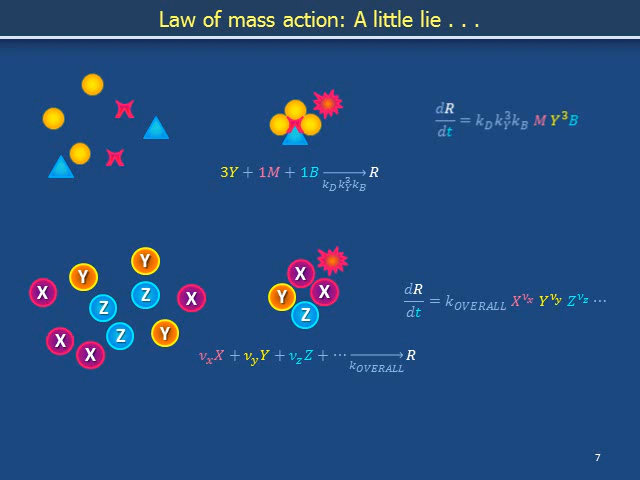 Law of mass action: A little lie . . .
dR/dt = k_D k_Y^3 k_B M Y^3 B
3Y + 1M + 1B →_{k_D k_Y^3 k_B} R
Y
Y
X
Z
Z
X
X
Z
Y
X
X
Y
X
Z
dR/dt = k_OVERALL X^{ν_x} Y^{ν_y} Z^{ν_z} ⋯
ν_x X + ν_y Y + ν_z Z + ⋯ →_{k_OVERALL} R
7